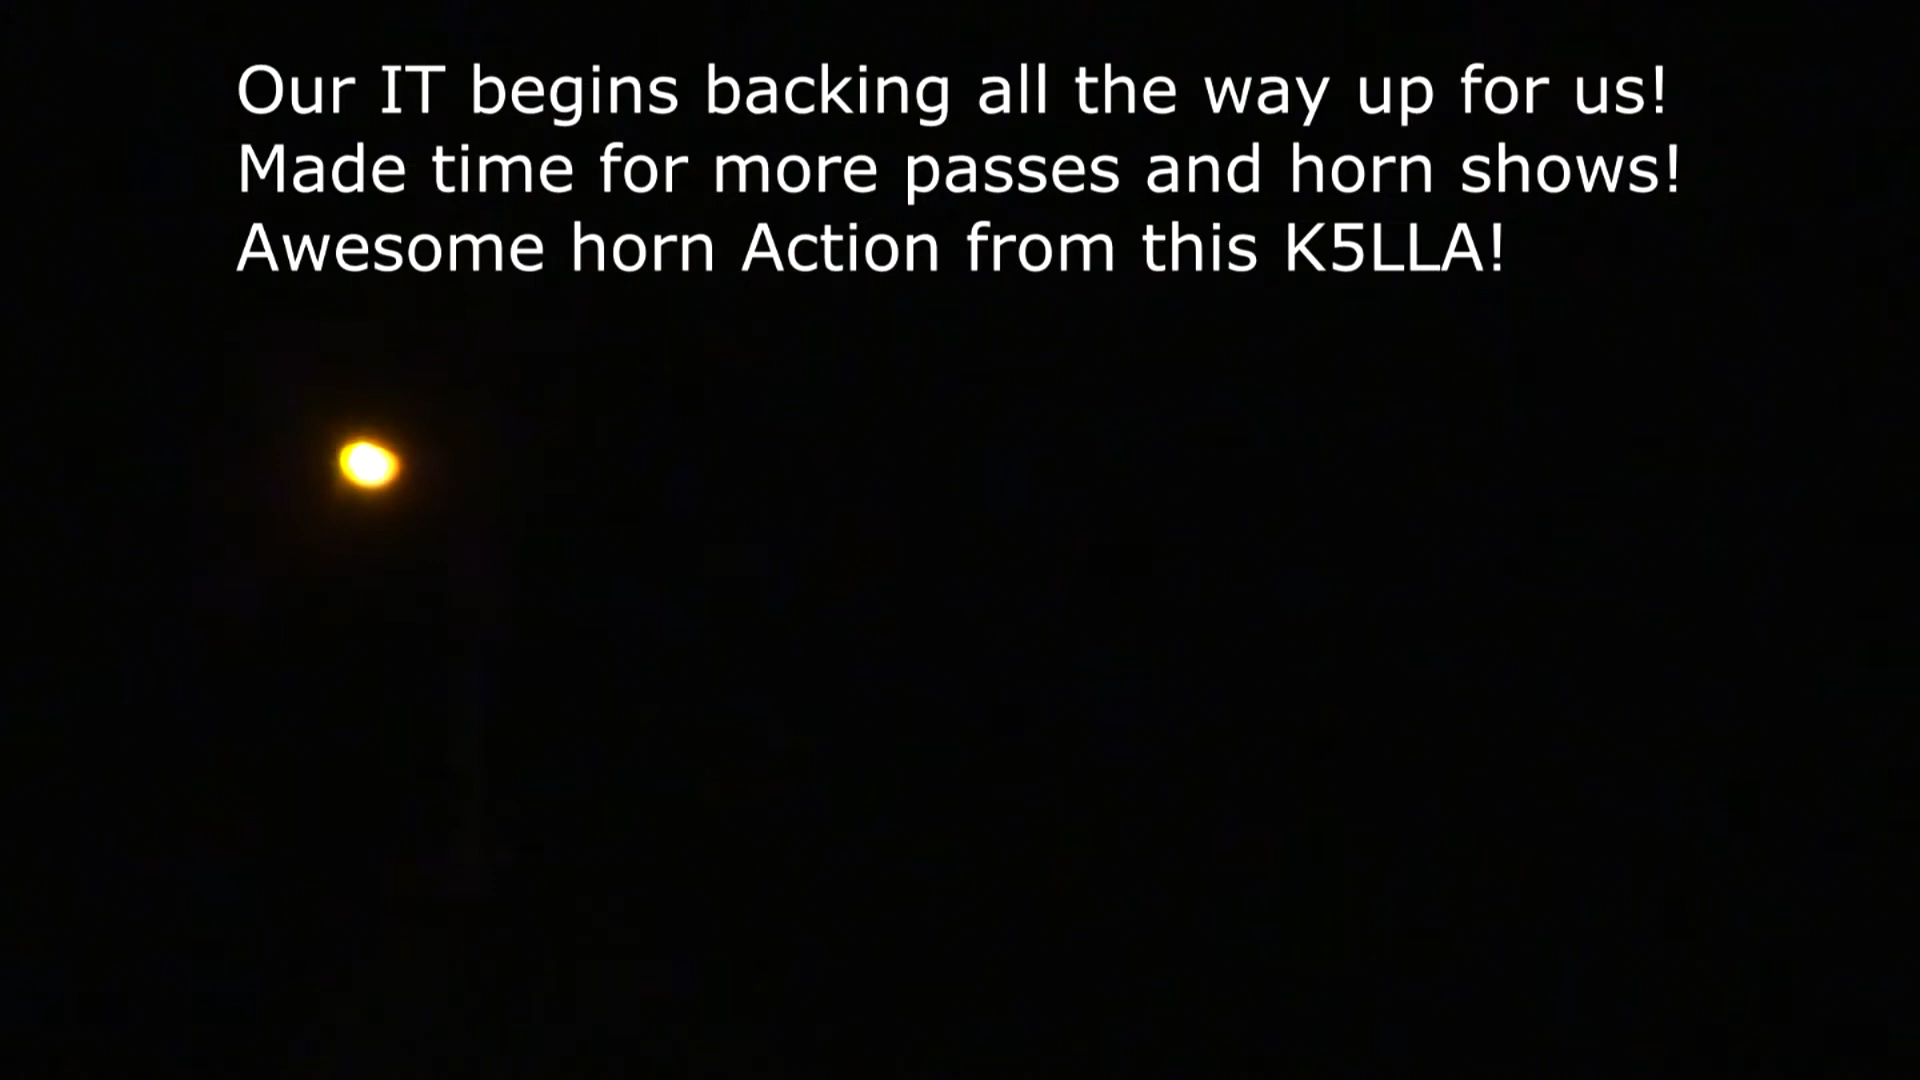 Our IT begins backing all the way up for us!
Made time for more passes and horn shows!
Awesome horn Action from this K5LLA!